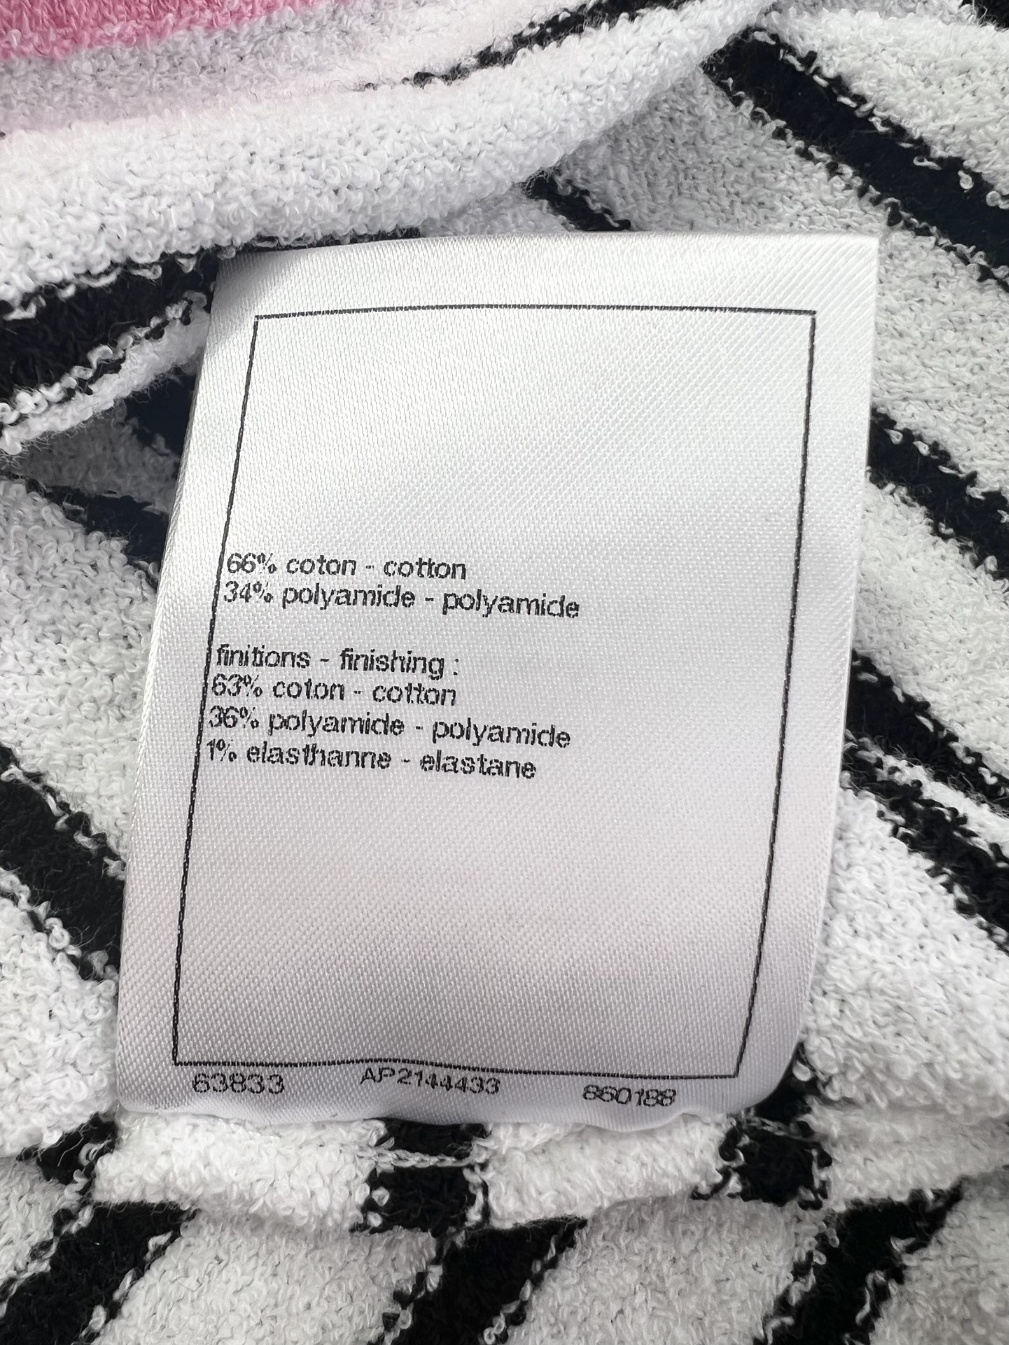 66% coton - cotton
34% polyamide - polyamide
finitions - finishing :
63% coton - cotton
36% polyamide - polyamide
1% elasthanne - elastane
63833 AP2144433 860188